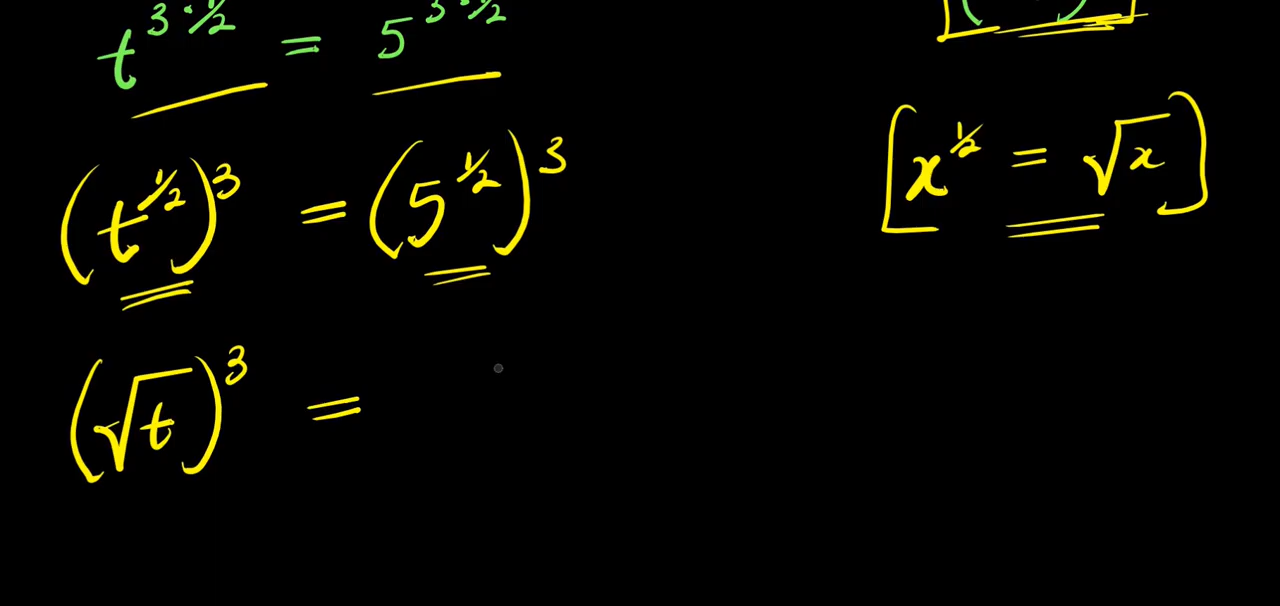 t^{3·1/2} = 5^{3·1/2}
(t^{1/2})^3 = (5^{1/2})^3
[x^{1/2} = √x]
(√t)^3 =